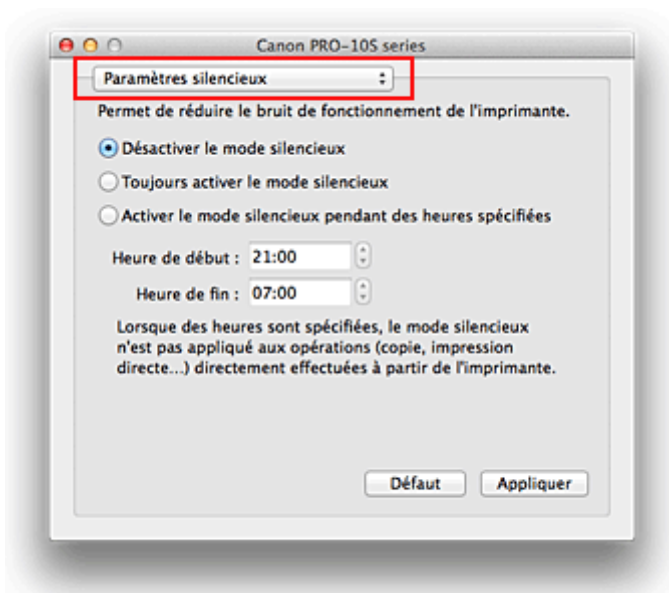 Canon PRO-10S series
Paramètres silencieux
Permet de réduire le bruit de fonctionnement de l'imprimante.
Désactiver le mode silencieux
Toujours activer le mode silencieux
Activer le mode silencieux pendant des heures spécifiées
Heure de début : 21:00
Heure de fin : 07:00
Lorsque des heures sont spécifiées, le mode silencieux
n'est pas appliqué aux opérations (copie, impression
directe...) directement effectuées à partir de l'imprimante.
Défaut Appliquer